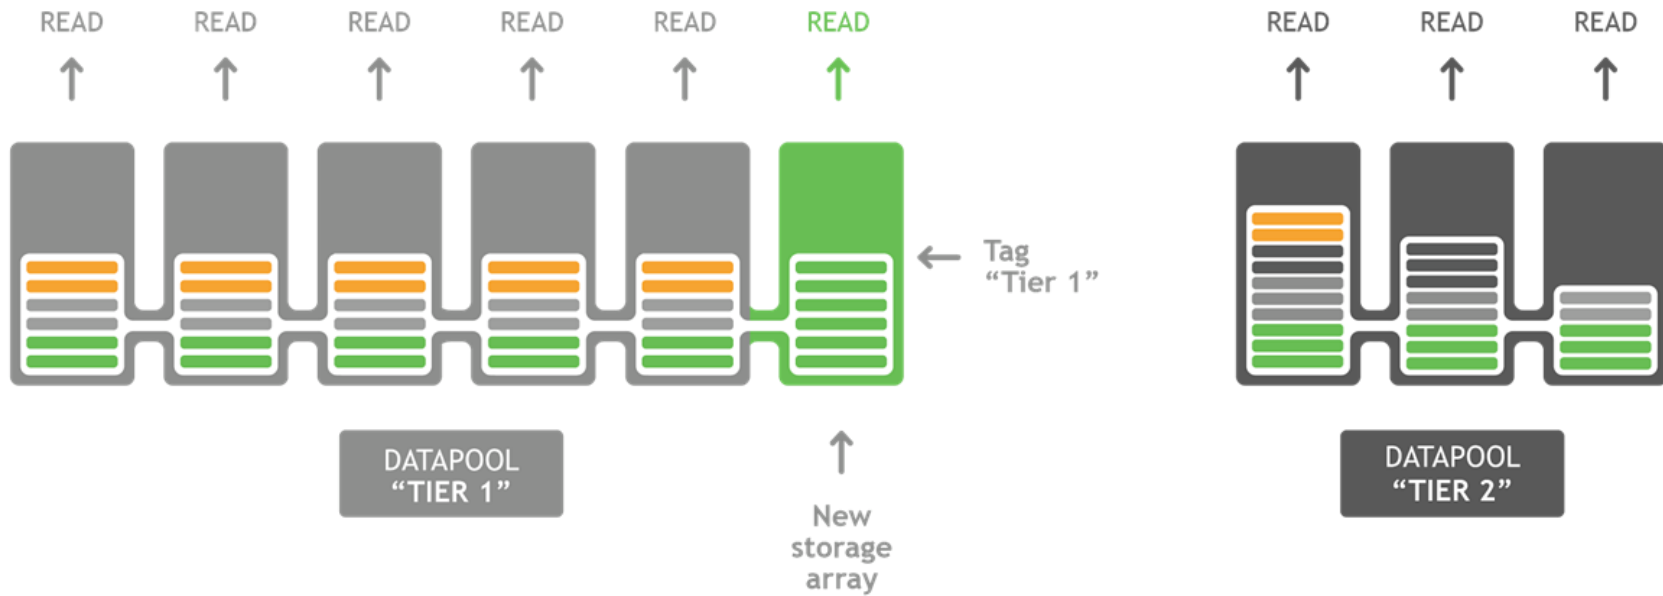 READ READ READ READ READ READ READ READ READ
Tag
“Tier 1”
DATAPOOL
“TIER 1”
DATAPOOL
“TIER 2”
New
storage
array